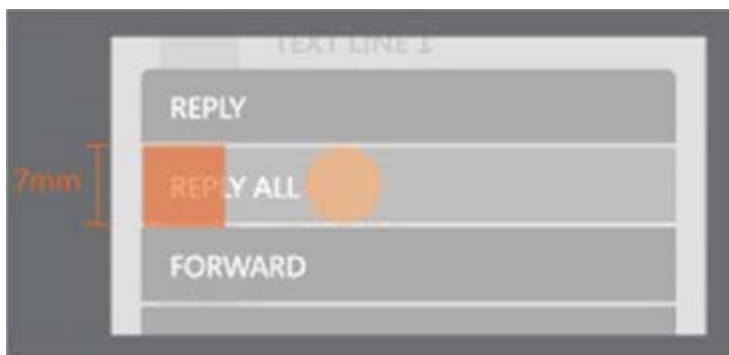 TEXT LINE 1
REPLY
7mm
REPLY ALL
FORWARD